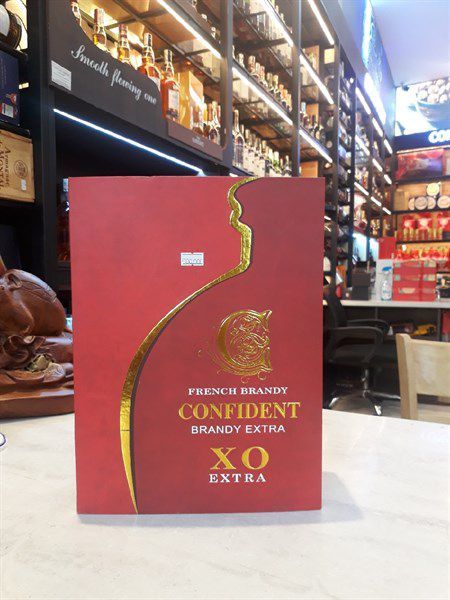 Smooth flowing one
C
FRENCH BRANDY
CONFIDENT
BRANDY EXTRA
XO
EXTRA